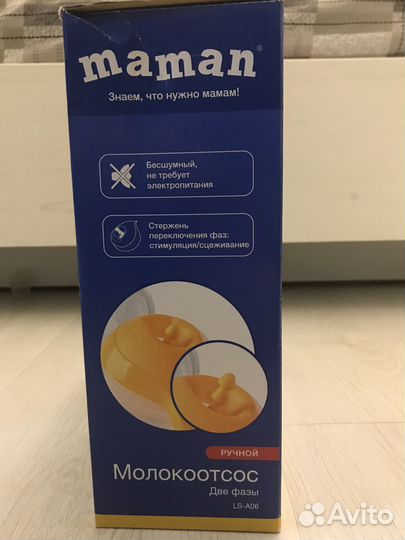 maman®
Знаем, что нужно мамам!
Бесшумный,
не требует
электропитания
Стержень
переключения фаз:
стимуляция/сцеживание
РУЧНОЙ
Молокоотсос
Две фазы
LS-A06
Avito